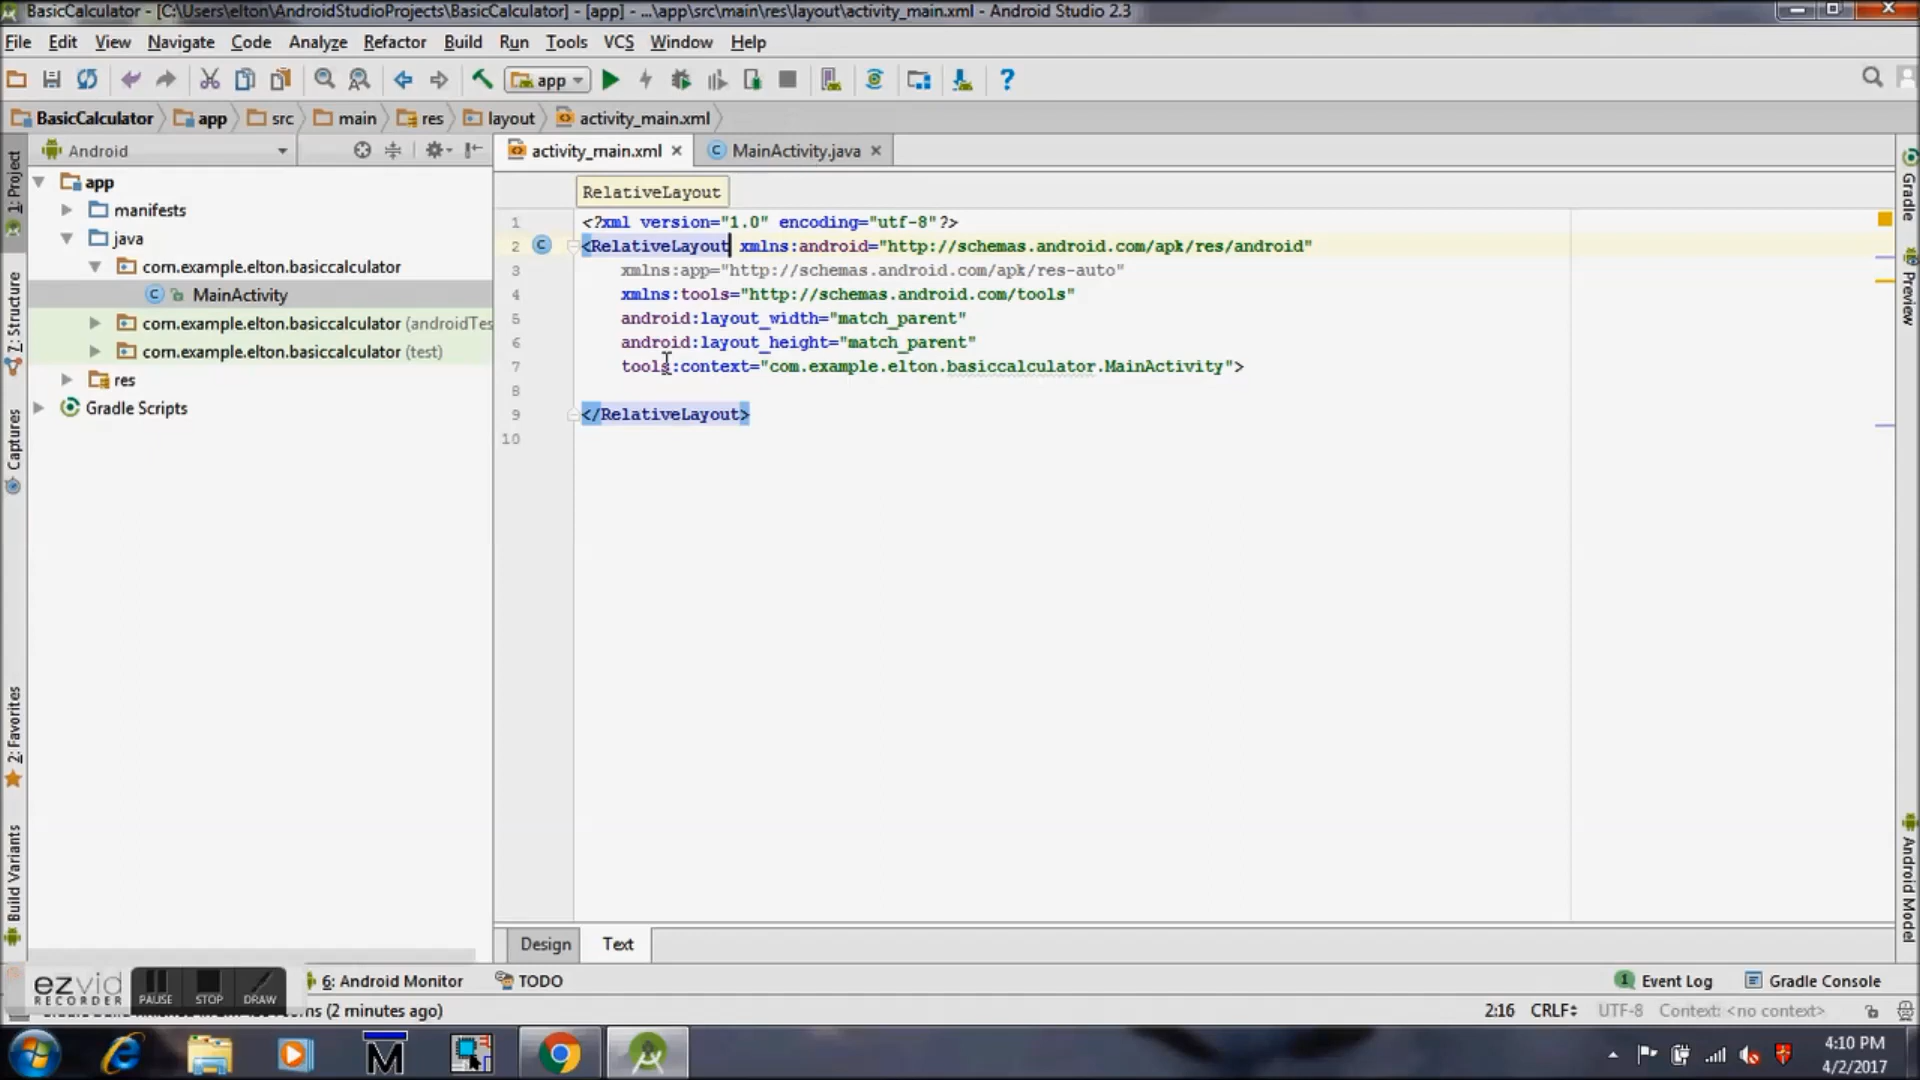 BasicCalculator - [C:\Users\elton\AndroidStudioProjects\BasicCalculator] - [app] - ...\app\src\main\res\layout\activity_main.xml - Android Studio 2.3
File Edit View Navigate Code Analyze Refactor Build Run Tools VCS Window Help
app
BasicCalculator app src main res layout activity_main.xml
Android
activity_main.xml MainActivity.java
RelativeLayout
app
manifests
java
com.example.elton.basiccalculator
MainActivity
com.example.elton.basiccalculator (androidTes
com.example.elton.basiccalculator (test)
res
Gradle Scripts
1 <?xml version="1.0" encoding="utf-8"?>
2 <RelativeLayout xmlns:android="http://schemas.android.com/apk/res/android"
3 xmlns:app="http://schemas.android.com/apk/res-auto"
4 xmlns:tools="http://schemas.android.com/tools"
5 android:layout_width="match_parent"
6 android:layout_height="match_parent"
7 tools:context="com.example.elton.basiccalculator.MainActivity">
8
9 </RelativeLayout>
10
1: Project
Z: Structure
Captures
2: Favorites
Build Variants
Gradle
Preview
Android Model
Design Text
ezvid RECORDER PAUSE STOP DRAW
6: Android Monitor TODO 1 Event Log Gradle Console
(2 minutes ago) 2:16 CRLF UTF-8 Context: <no context>
4:10 PM
4/2/2017